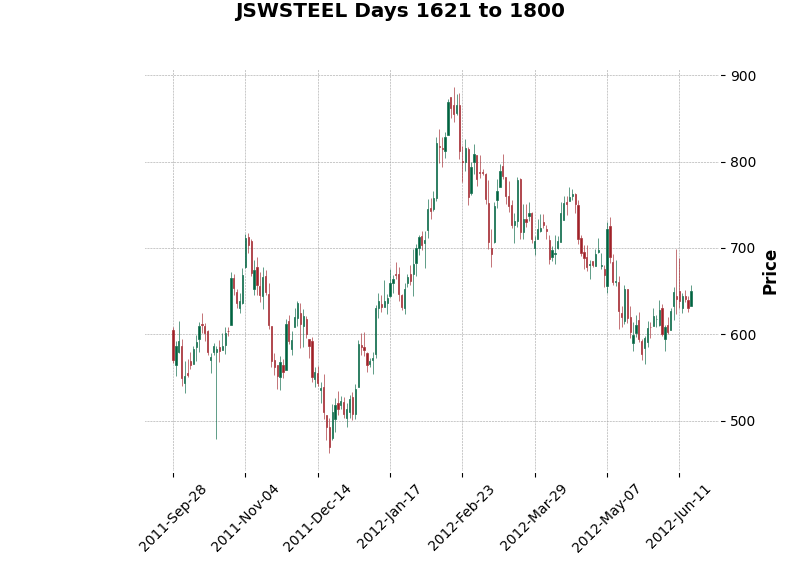 JSWSTEEL Days 1621 to 1800
900
800
700
600
500
Price
2011-Sep-28
2011-Nov-04
2011-Dec-14
2012-Jan-17
2012-Feb-23
2012-Mar-29
2012-May-07
2012-Jun-11